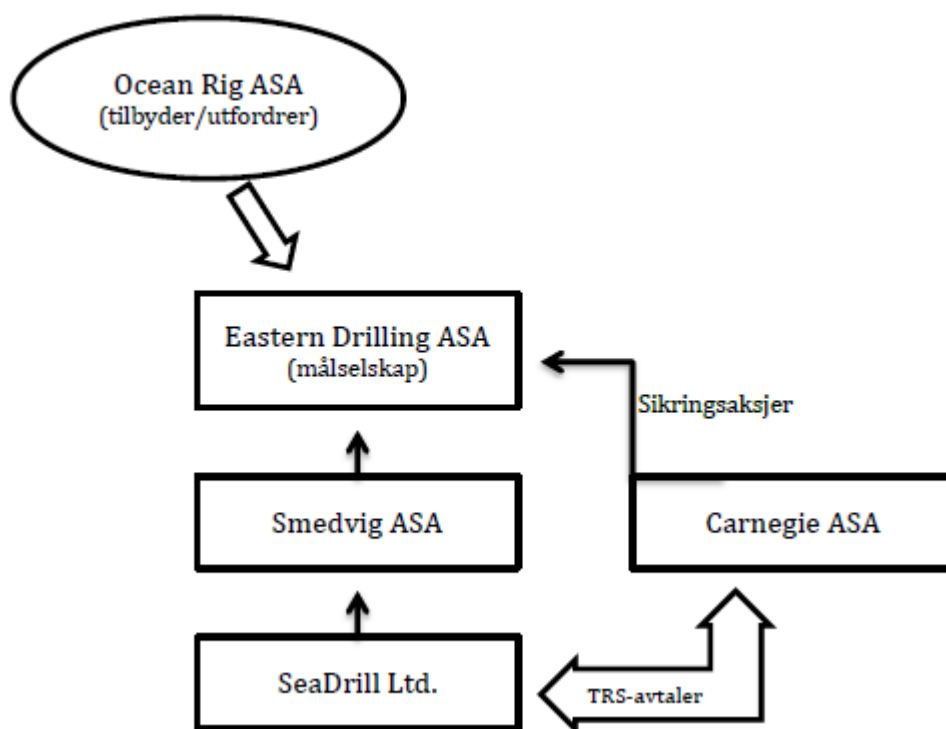 Ocean Rig ASA
(tilbyder/utfordrer)
Eastern Drilling ASA
(målselskap)
Sikringsaksjer
Smedvig ASA
Carnegie ASA
SeaDrill Ltd.
TRS-avtaler